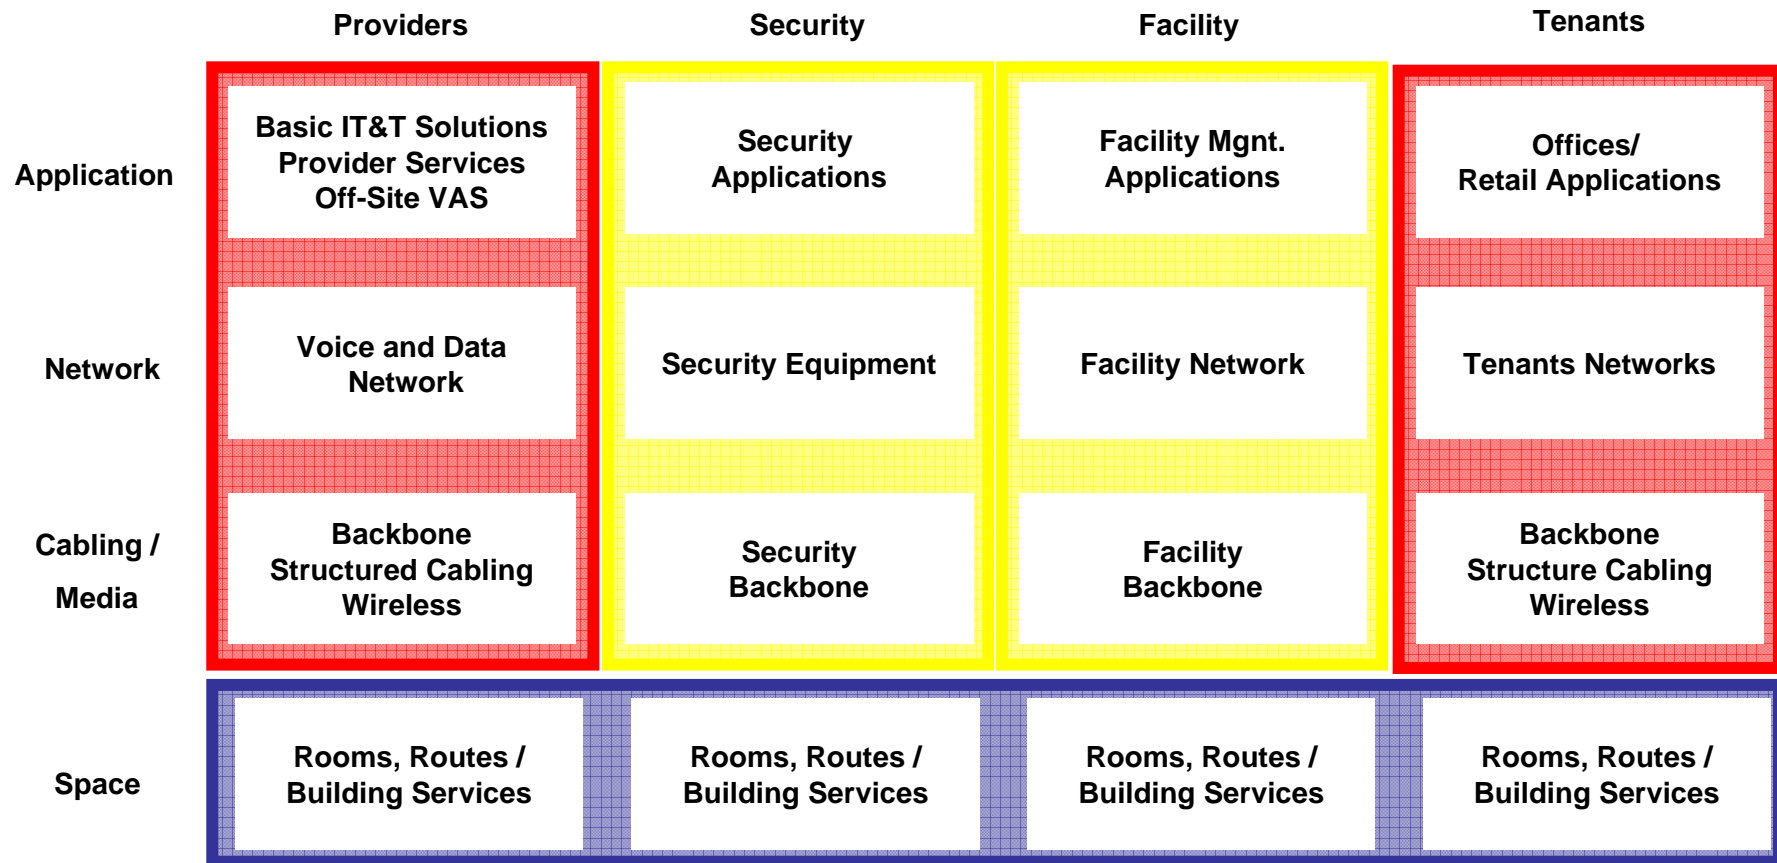 Providers
Security
Facility
Tenants
Application
Basic IT&T Solutions
Provider Services
Off-Site VAS
Security
Applications
Facility Mgnt.
Applications
Offices/
Retail Applications
Network
Voice and Data
Network
Security Equipment
Facility Network
Tenants Networks
Cabling /
Media
Backbone
Structured Cabling
Wireless
Security
Backbone
Facility
Backbone
Backbone
Structure Cabling
Wireless
Space
Rooms, Routes /
Building Services
Rooms, Routes /
Building Services
Rooms, Routes /
Building Services
Rooms, Routes /
Building Services